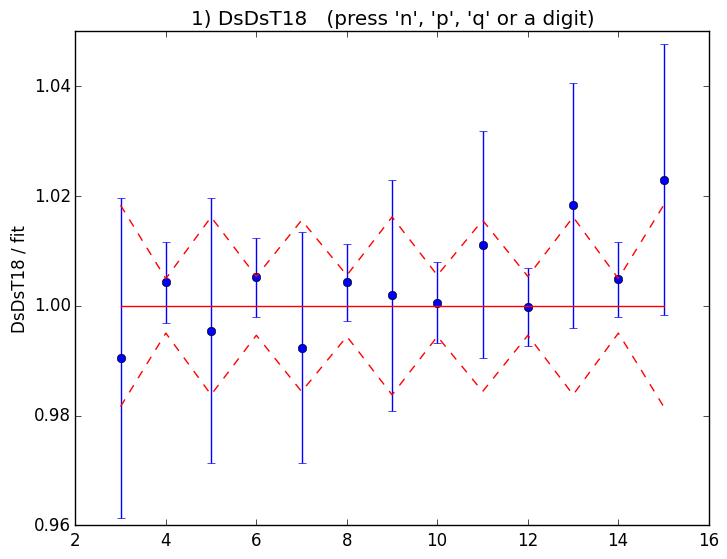 1) DsDsT18 (press 'n', 'p', 'q' or a digit)
DsDsT18 / fit
1.04
1.02
1.00
0.98
0.96
2 4 6 8 10 12 14 16